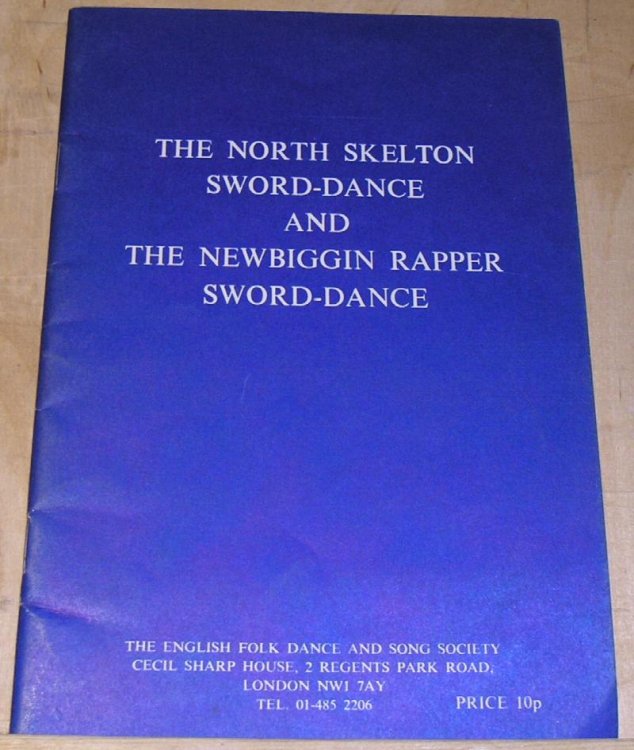 THE NORTH SKELTON
SWORD-DANCE
AND
THE NEWBIGGIN RAPPER
SWORD-DANCE
THE ENGLISH FOLK DANCE AND SONG SOCIETY
CECIL SHARP HOUSE, 2 REGENTS PARK ROAD,
LONDON NW1 7AY
TEL. 01-485 2206
PRICE 10p